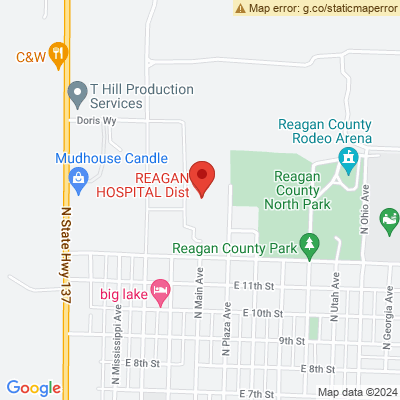 Map error: g.co/staticmaperror
C&W
T Hill Production
Services
Doris Wy
Reagan County
Rodeo Arena
Mudhouse Candle
REAGAN
HOSPITAL Dist
Reagan
County
North Park
N Ohio Ave
N State Hwy 137
Reagan County Park
big lake
N Main Ave
E 11th St
N Plaza Ave
N Utah Ave
N Georgia Ave
N Mississippi Ave
E 10th St
9th St
E 8th St
E 8th St
E 7th St
Google
Map data ©2024